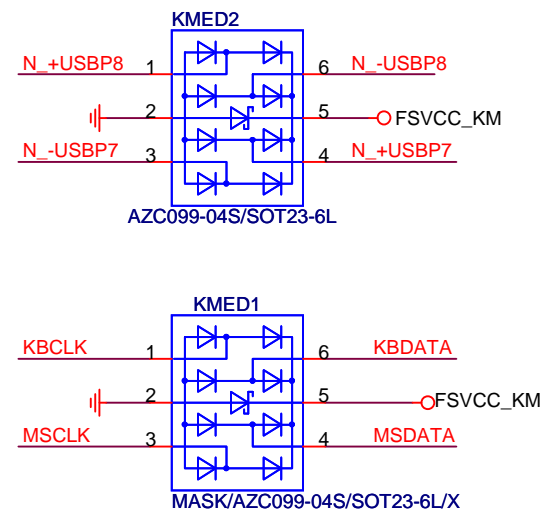 KMED2
N_+USBP8 1 6 N_-USBP8
2 5 FSVCC_KM
N_-USBP7 3 4 N_+USBP7
AZC099-04S/SOT23-6L
KMED1
KBCLK 1 6 KBDATA
2 5 FSVCC_KM
MSCLK 3 4 MSDATA
MASK/AZC099-04S/SOT23-6L/X